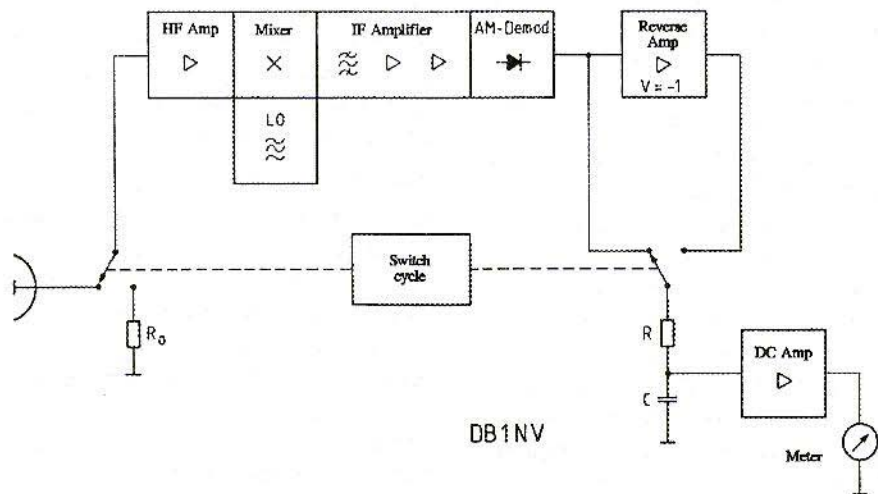 HF Amp
Mixer
IF Amplifier
AM-Demod
Reverse
Amp
V = -1
LO
Switch
cycle
R₀
R
C
DC Amp
DB1NV
Meter